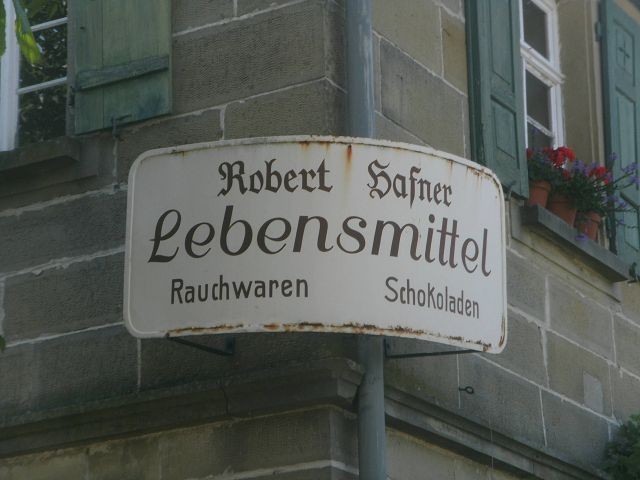 Robert Hafner
Lebensmittel
Rauchwaren Schokoladen